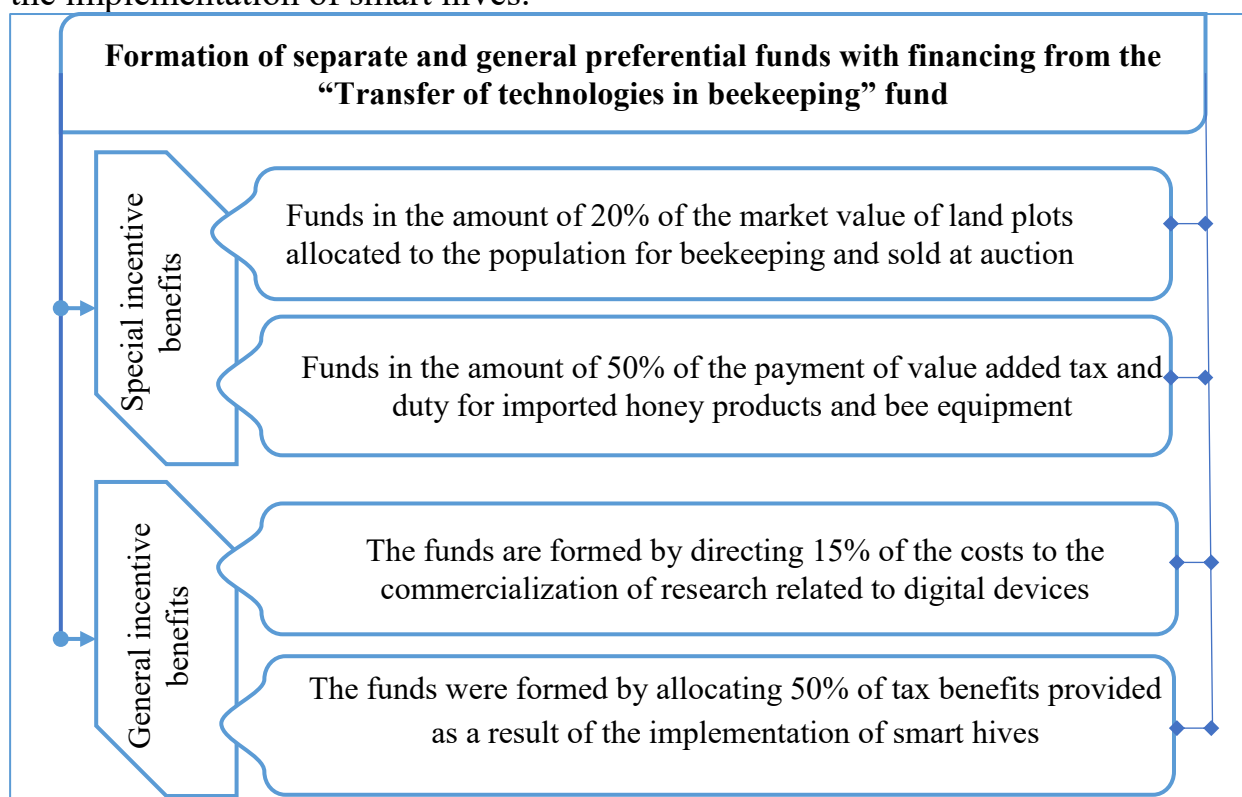 the implementation of smart hives.
Formation of separate and general preferential funds with financing from the
“Transfer of technologies in beekeeping” fund
Special incentive
benefits
Funds in the amount of 20% of the market value of land plots
allocated to the population for beekeeping and sold at auction
Funds in the amount of 50% of the payment of value added tax and
duty for imported honey products and bee equipment
General incentive
benefits
The funds are formed by directing 15% of the costs to the
commercialization of research related to digital devices
The funds were formed by allocating 50% of tax benefits provided
as a result of the implementation of smart hives